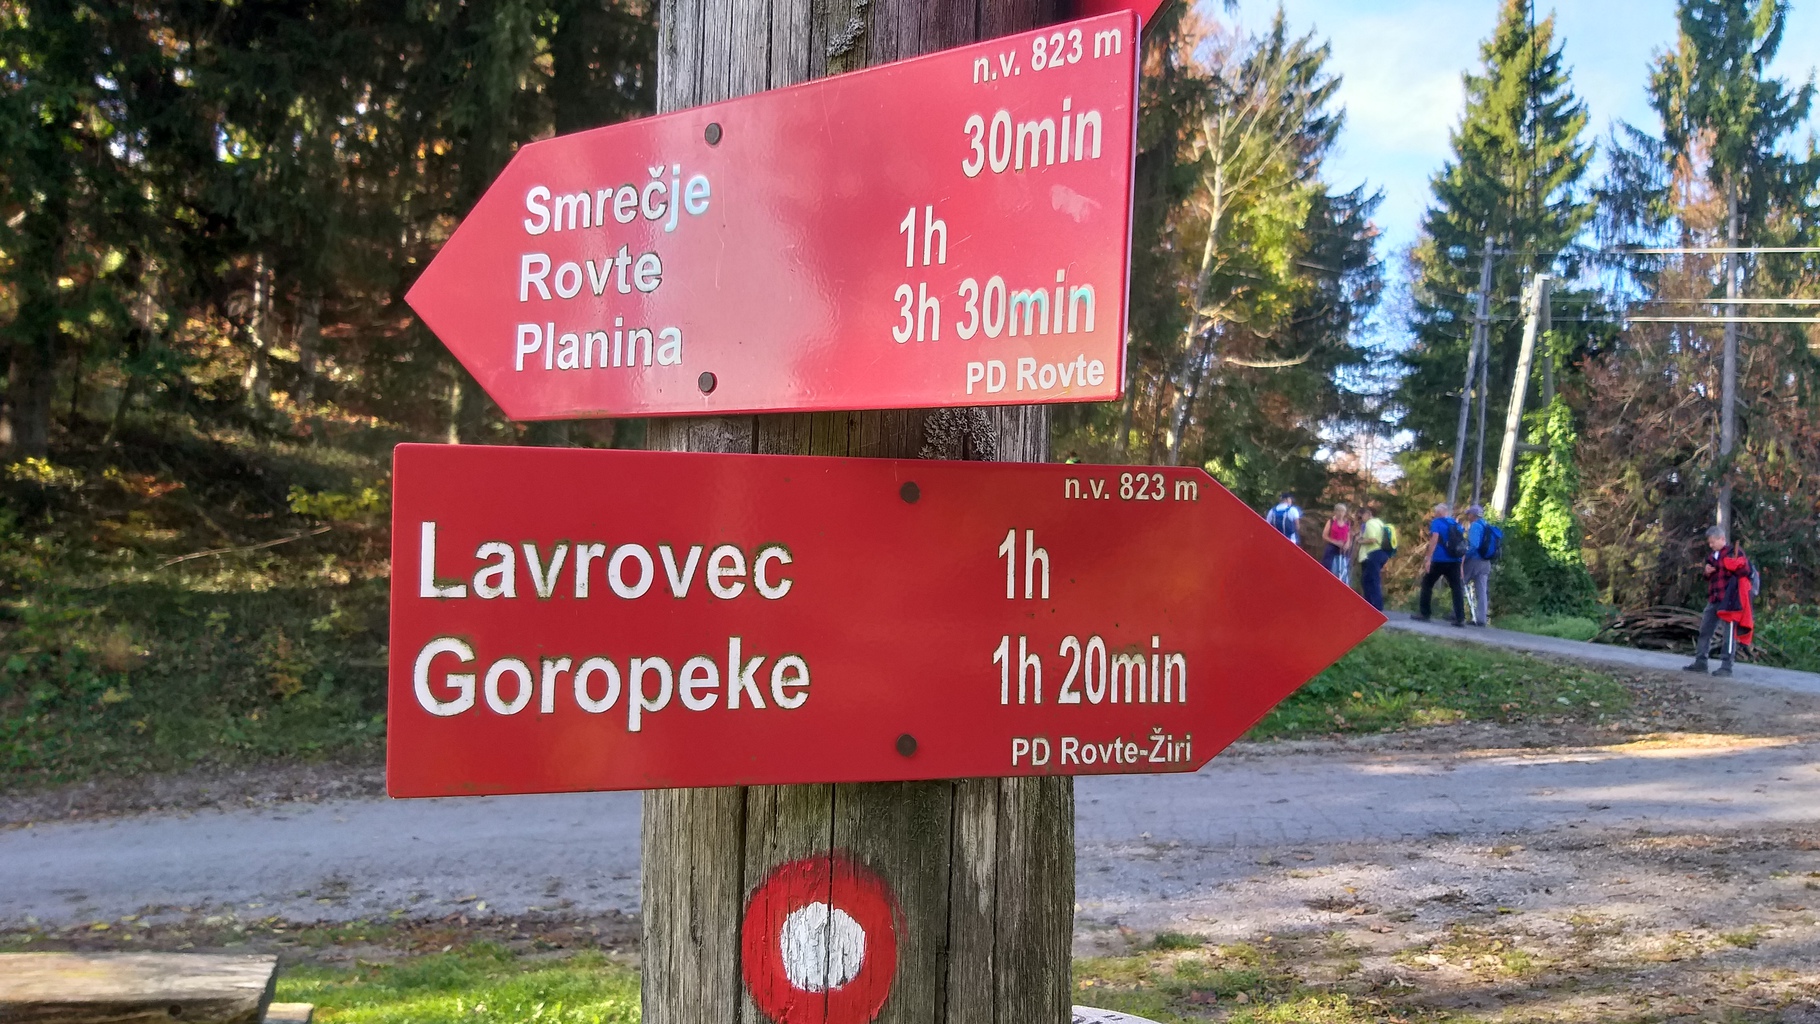 n.v. 823 m
Smrečje 30min
Rovte 1h
Planina 3h 30min
PD Rovte
n.v. 823 m
Lavrovec 1h
Goropeke 1h 20min
PD Rovte-Žiri